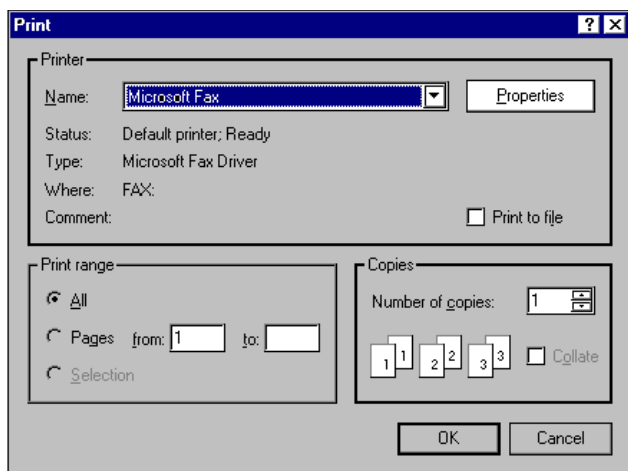 Print
Printer
Name: Microsoft Fax Properties
Status: Default printer; Ready
Type: Microsoft Fax Driver
Where: FAX:
Comment: Print to file
Print range
All
Pages from: 1 to:
Selection
Copies
Number of copies: 1
1 1 2 2 3 3 Collate
OK Cancel